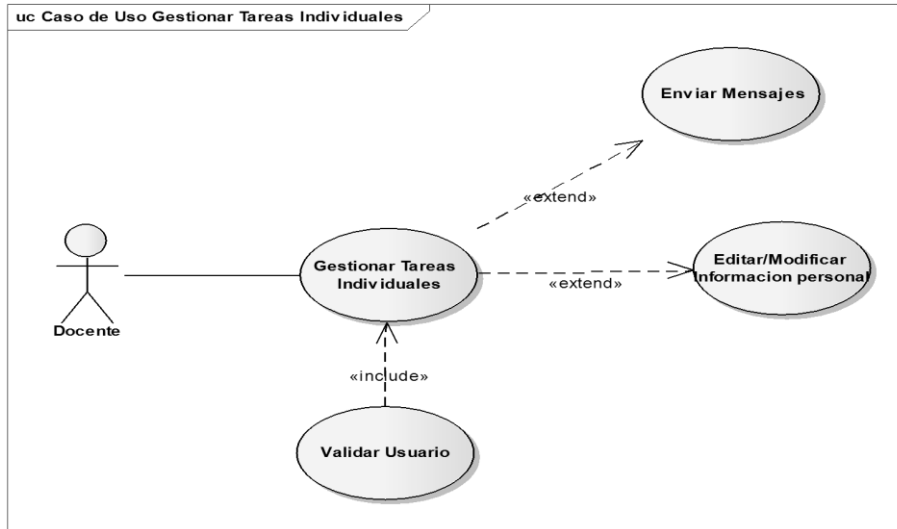 uc Caso de Uso Gestionar Tareas Individuales
Enviar Mensajes
«extend»
Gestionar Tareas
Individuales
Editar/Modificar
Informacion personal
«extend»
Docente
«include»
Validar Usuario